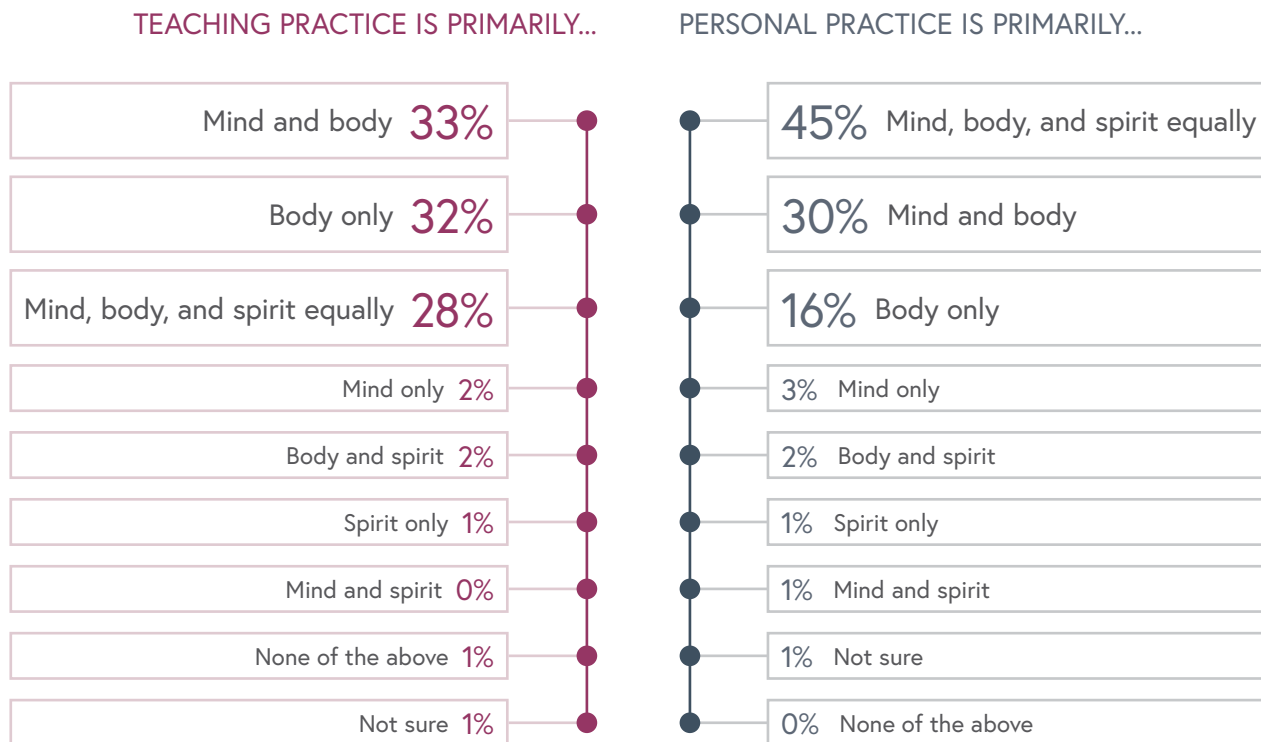 TEACHING PRACTICE IS PRIMARILY...
Mind and body 33%
Body only 32%
Mind, body, and spirit equally 28%
Mind only 2%
Body and spirit 2%
Spirit only 1%
Mind and spirit 0%
None of the above 1%
Not sure 1%
PERSONAL PRACTICE IS PRIMARILY...
45% Mind, body, and spirit equally
30% Mind and body
16% Body only
3% Mind only
2% Body and spirit
1% Spirit only
1% Mind and spirit
1% Not sure
0% None of the above